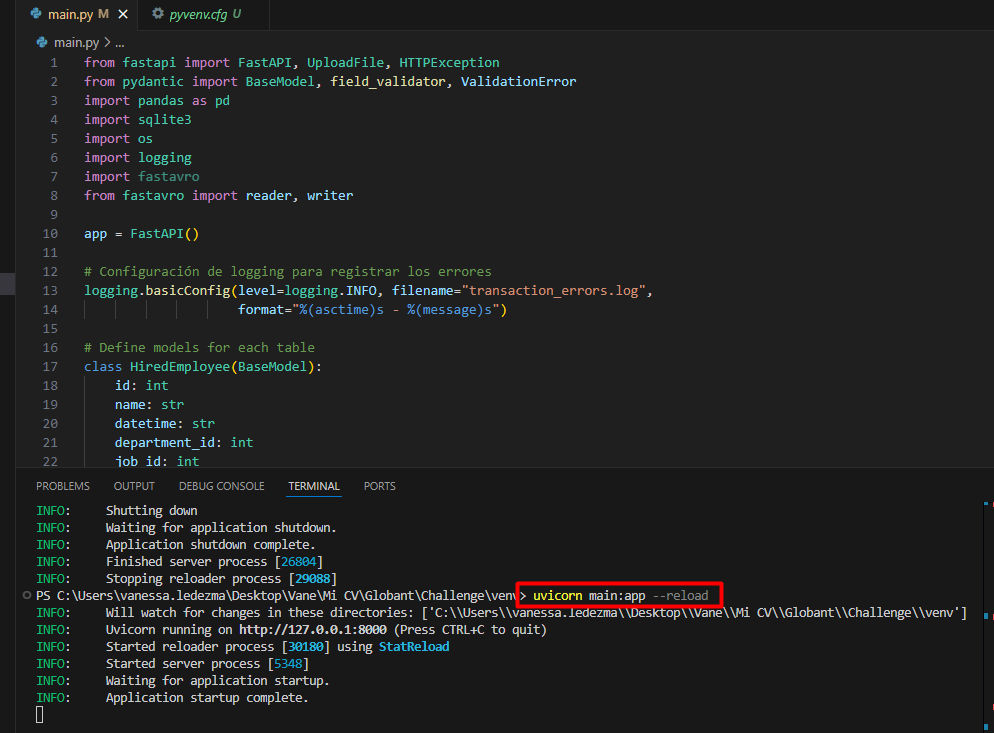 main.py M ✕ pyvenv.cfg U
main.py > ...
1 from fastapi import FastAPI, UploadFile, HTTPException
2 from pydantic import BaseModel, field_validator, ValidationError
3 import pandas as pd
4 import sqlite3
5 import os
6 import logging
7 import fastavro
8 from fastavro import reader, writer
9
10 app = FastAPI()
11
12 # Configuración de logging para registrar los errores
13 logging.basicConfig(level=logging.INFO, filename="transaction_errors.log",
14 format="%(asctime)s - %(message)s")
15
16 # Define models for each table
17 class HiredEmployee(BaseModel):
18 id: int
19 name: str
20 datetime: str
21 department_id: int
22 job_id: int
PROBLEMS OUTPUT DEBUG CONSOLE TERMINAL PORTS
INFO: Shutting down
INFO: Waiting for application shutdown.
INFO: Application shutdown complete.
INFO: Finished server process [26804]
INFO: Stopping reloader process [29088]
PS C:\Users\vanessa.ledezma\Desktop\Vane\Mi CV\Globant\Challenge\venv> uvicorn main:app --reload
INFO: Will watch for changes in these directories: ['C:\\Users\\vanessa.ledezma\\Desktop\\Vane\\Mi CV\\Globant\\Challenge\\venv']
INFO: Uvicorn running on http://127.0.0.1:8000 (Press CTRL+C to quit)
INFO: Started reloader process [30180] using StatReload
INFO: Started server process [5348]
INFO: Waiting for application startup.
INFO: Application startup complete.